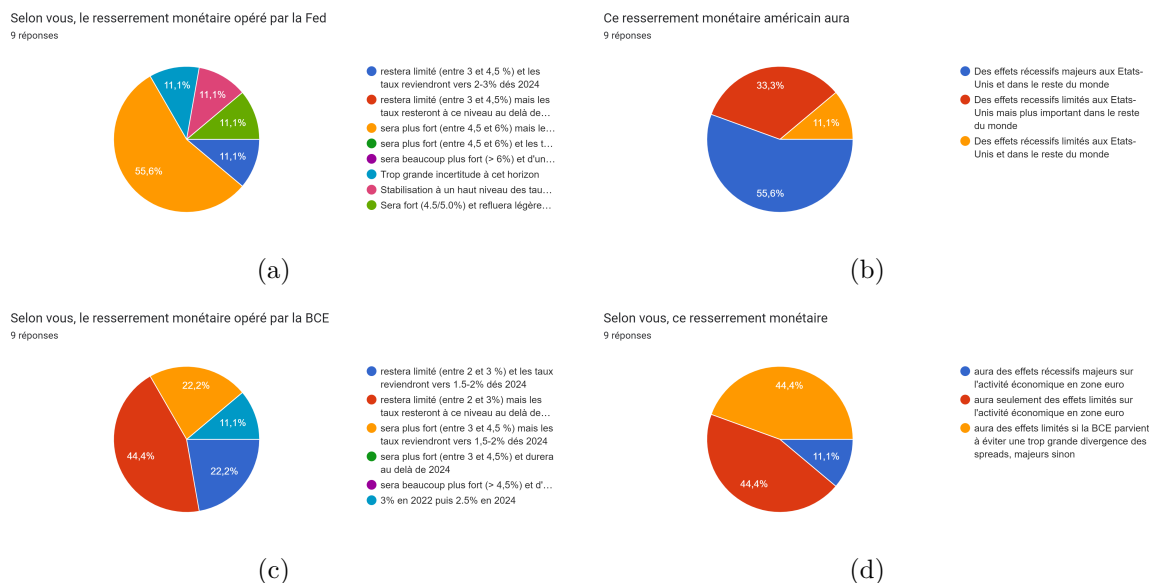 Selon vous, le resserrement monétaire opéré par la Fed
9 réponses
11,1%
11,1%
11,1%
11,1%
55,6%
restera limité (entre 3 et 4,5 %) et les
taux reviendront vers 2-3% dés 2024
restera limité (entre 3 et 4,5%) mais les
taux resteront à ce niveau au delà de…
sera plus fort (entre 4,5 et 6%) mais le…
sera plus fort (entre 4,5 et 6%) et les t…
sera beaucoup plus fort (> 6%) et d'un…
Trop grande incertitude à cet horizon
Stabilisation à un haut niveau des tau…
Sera fort (4.5/5.0%) et refluera légère…
(a)
Ce resserrement monétaire américain aura
9 réponses
33,3%
11,1%
55,6%
Des effets récessifs majeurs aux Etats-
Unis et dans le reste du monde
Des effets recessifs limités aux Etats-
Unis mais plus important dans le reste
du monde
Des effets récessifs limités aux Etats-
Unis et dans le reste du monde
(b)
Selon vous, le resserrement monétaire opéré par la BCE
9 réponses
22,2%
11,1%
44,4%
22,2%
restera limité (entre 2 et 3 %) et les taux
reviendront vers 1.5-2% dés 2024
restera limité (entre 2 et 3%) mais les
taux resteront à ce niveau au delà de…
sera plus fort (entre 3 et 4,5 %) mais les
taux reviendront vers 1,5-2% dés 2024
sera plus fort (entre 3 et 4,5%) et durera
au delà de 2024
sera beaucoup plus fort (> 4,5%) et d'…
3% en 2022 puis 2.5% en 2024
(c)
Selon vous, ce resserrement monétaire
9 réponses
44,4%
11,1%
44,4%
aura des effets récessifs majeurs sur
l'activité économique en zone euro
aura seulement des effets limités sur
l'activité économique en zone euro
aura des effets limités si la BCE parvient
à éviter une trop grande divergence des
spreads, majeurs sinon
(d)